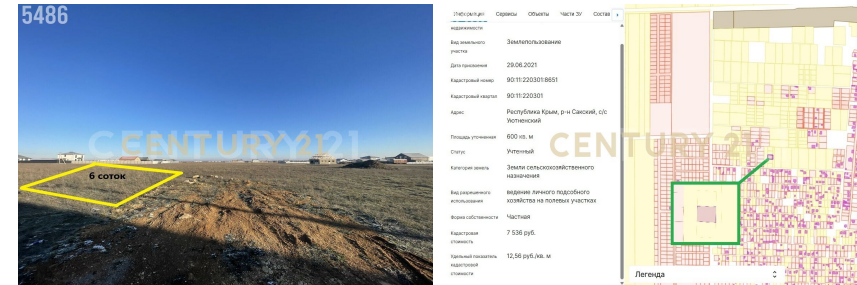 5486
CENTURY 21
6 соток
Информация Сервисы Объекты Части ЗУ Состав
недвижимости
Вид земельного
участка
Землепользование
Дата присвоения 29.06.2021
Кадастровый номер 90:11:220301:8651
Кадастровый квартал 90:11:220301
Адрес Республика Крым, р-н Сакский, с/с
Уютненский
Площадь уточненная 600 кв. м
Статус Учтенный
Категория земель Земли сельскохозяйственного
назначения
Вид разрешенного
использования
ведение личного подсобного
хозяйства на полевых участках
Форма собственности Частная
Кадастровая
стоимость
7 536 руб.
Удельный показатель
кадастровой
стоимости
12,56 руб./кв. м
CENTURY 21
Легенда